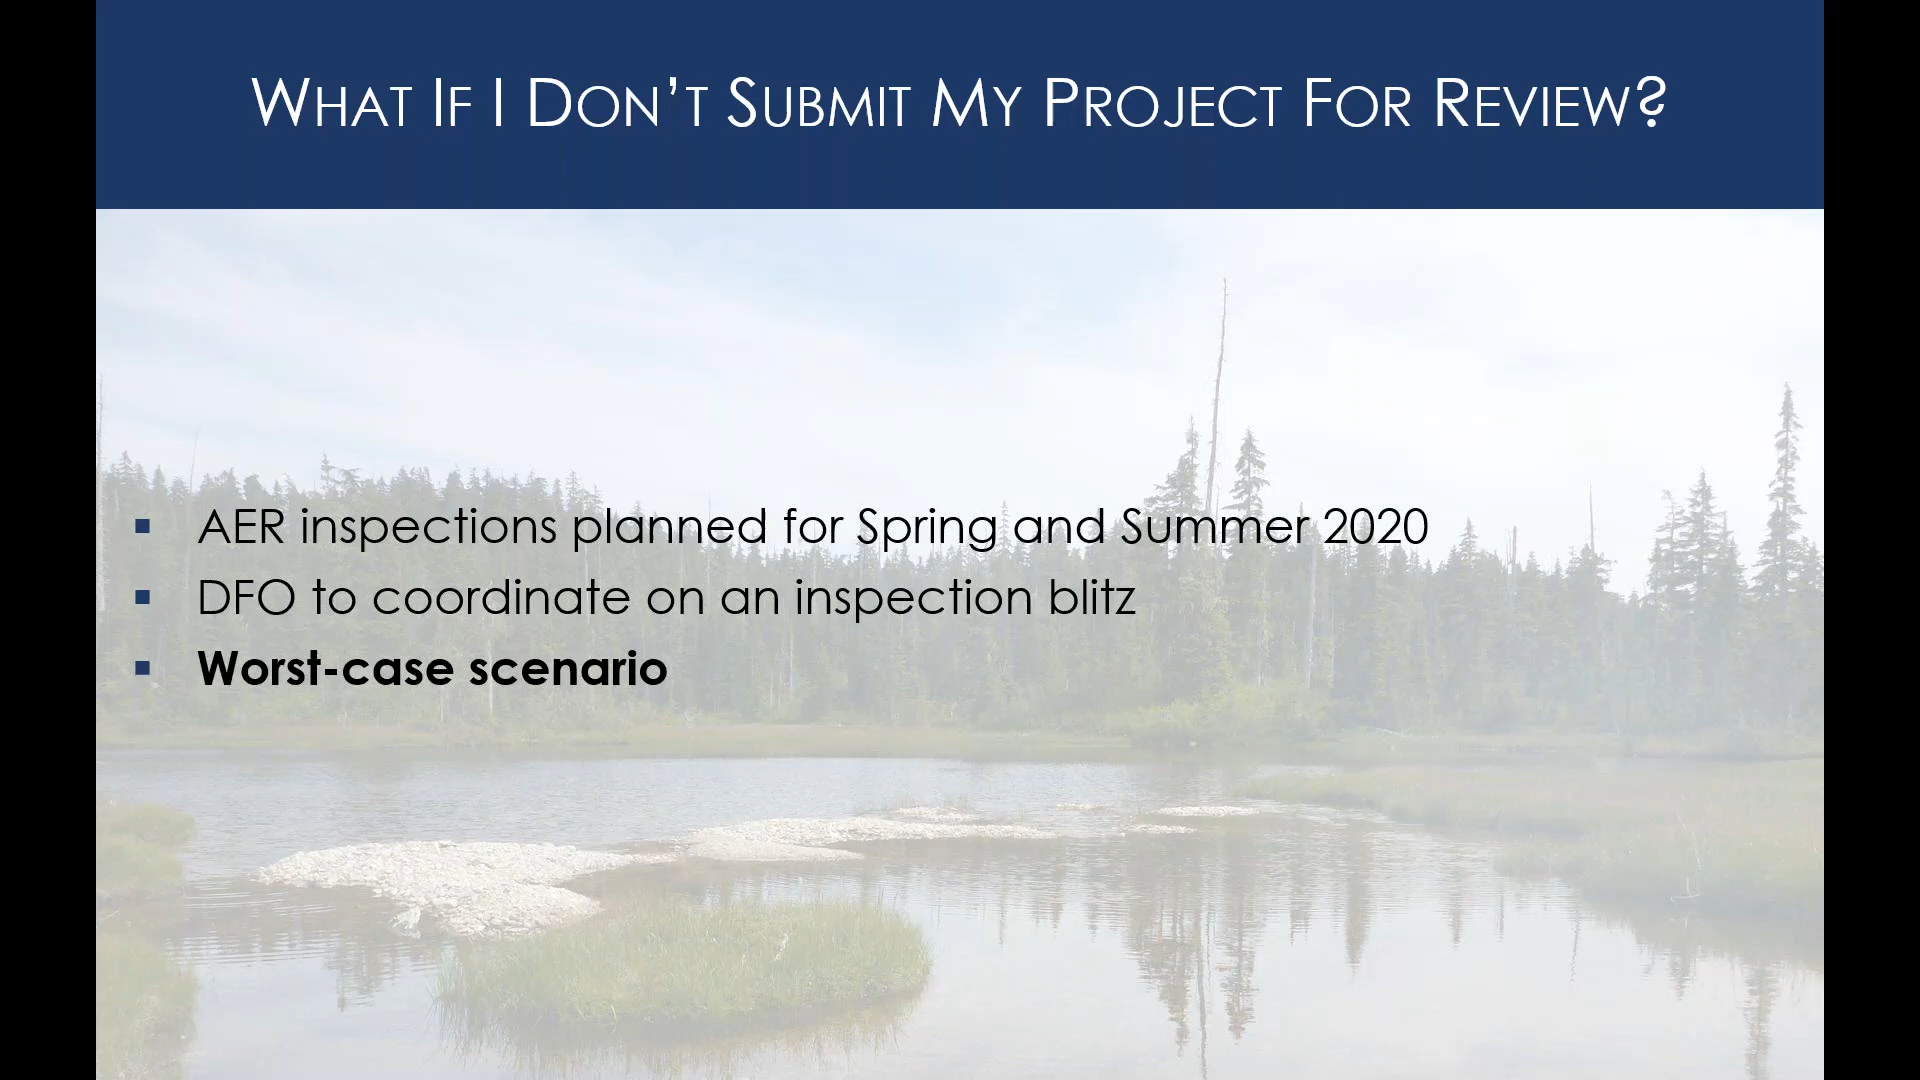 WHAT IF I DON’T SUBMIT MY PROJECT FOR REVIEW?
▪ AER inspections planned for Spring and Summer 2020
▪ DFO to coordinate on an inspection blitz
▪ Worst-case scenario